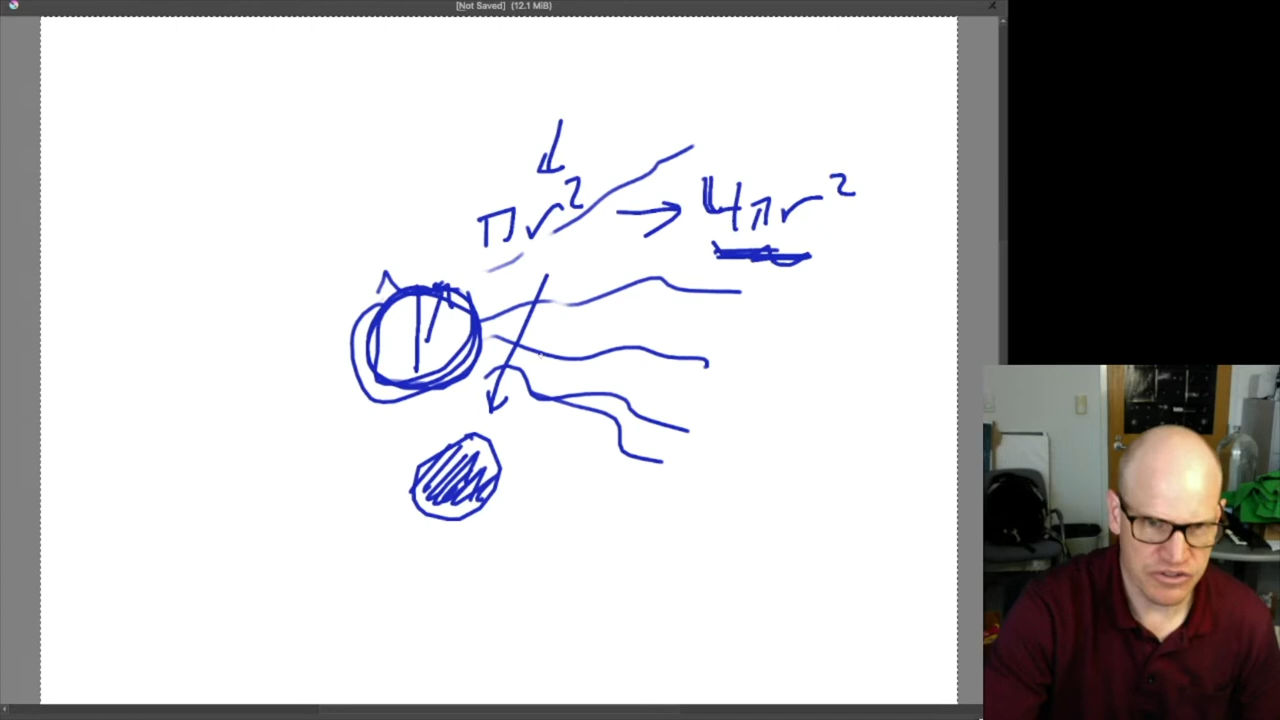 [Not Saved] (12.1 MiB)
πr² → 4πr²